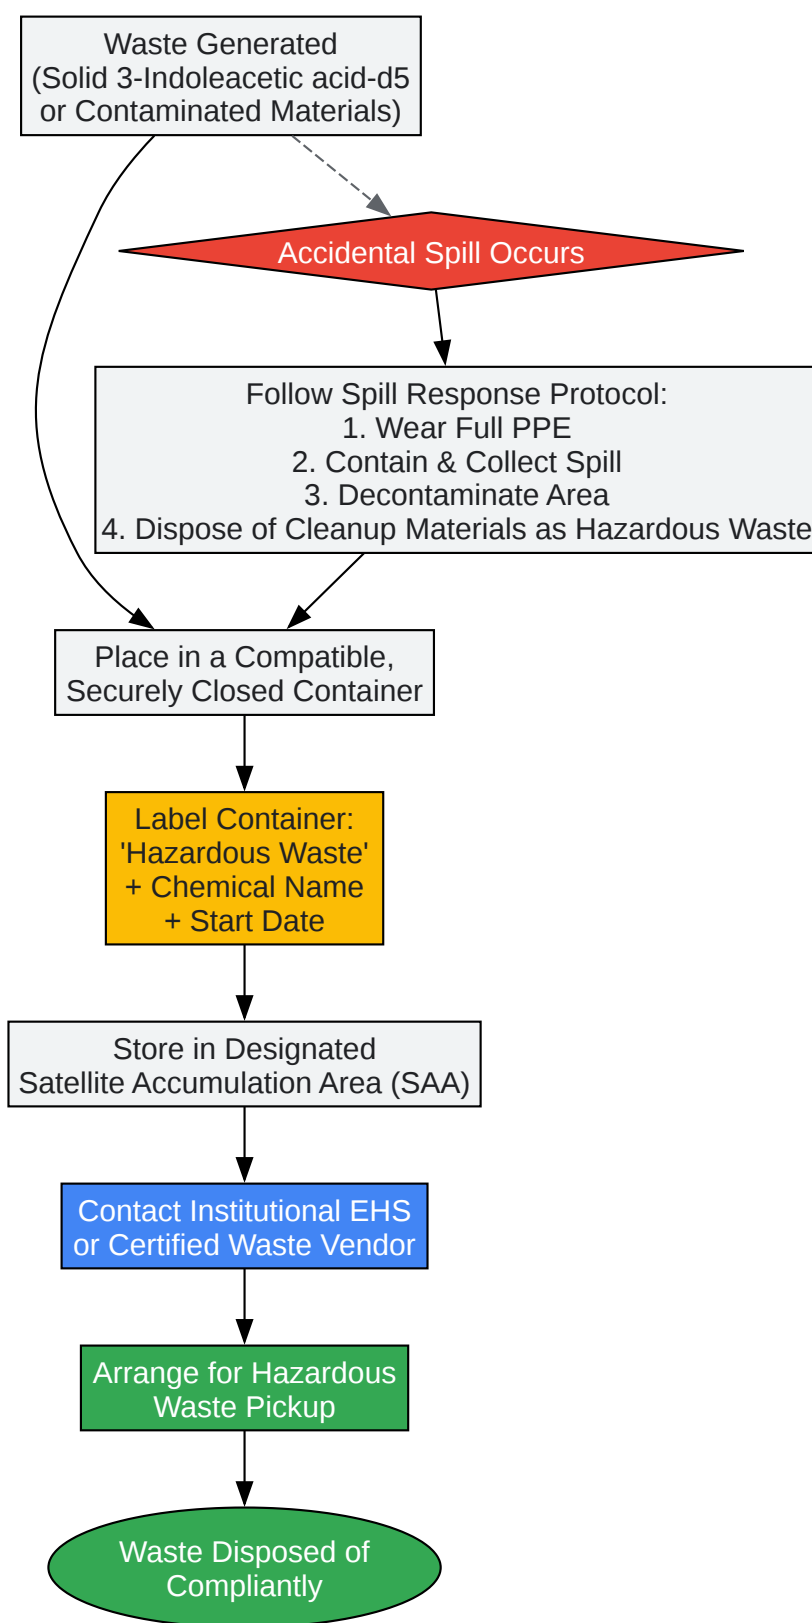 Waste Generated
(Solid 3-Indoleacetic acid-d5
or Contaminated Materials)
Accidental Spill Occurs
Follow Spill Response Protocol:
1. Wear Full PPE
2. Contain & Collect Spill
3. Decontaminate Area
4. Dispose of Cleanup Materials as Hazardous Waste
Place in a Compatible,
Securely Closed Container
Label Container:
'Hazardous Waste'
+ Chemical Name
+ Start Date
Store in Designated
Satellite Accumulation Area (SAA)
Contact Institutional EHS
or Certified Waste Vendor
Arrange for Hazardous
Waste Pickup
Waste Disposed of
Compliantly